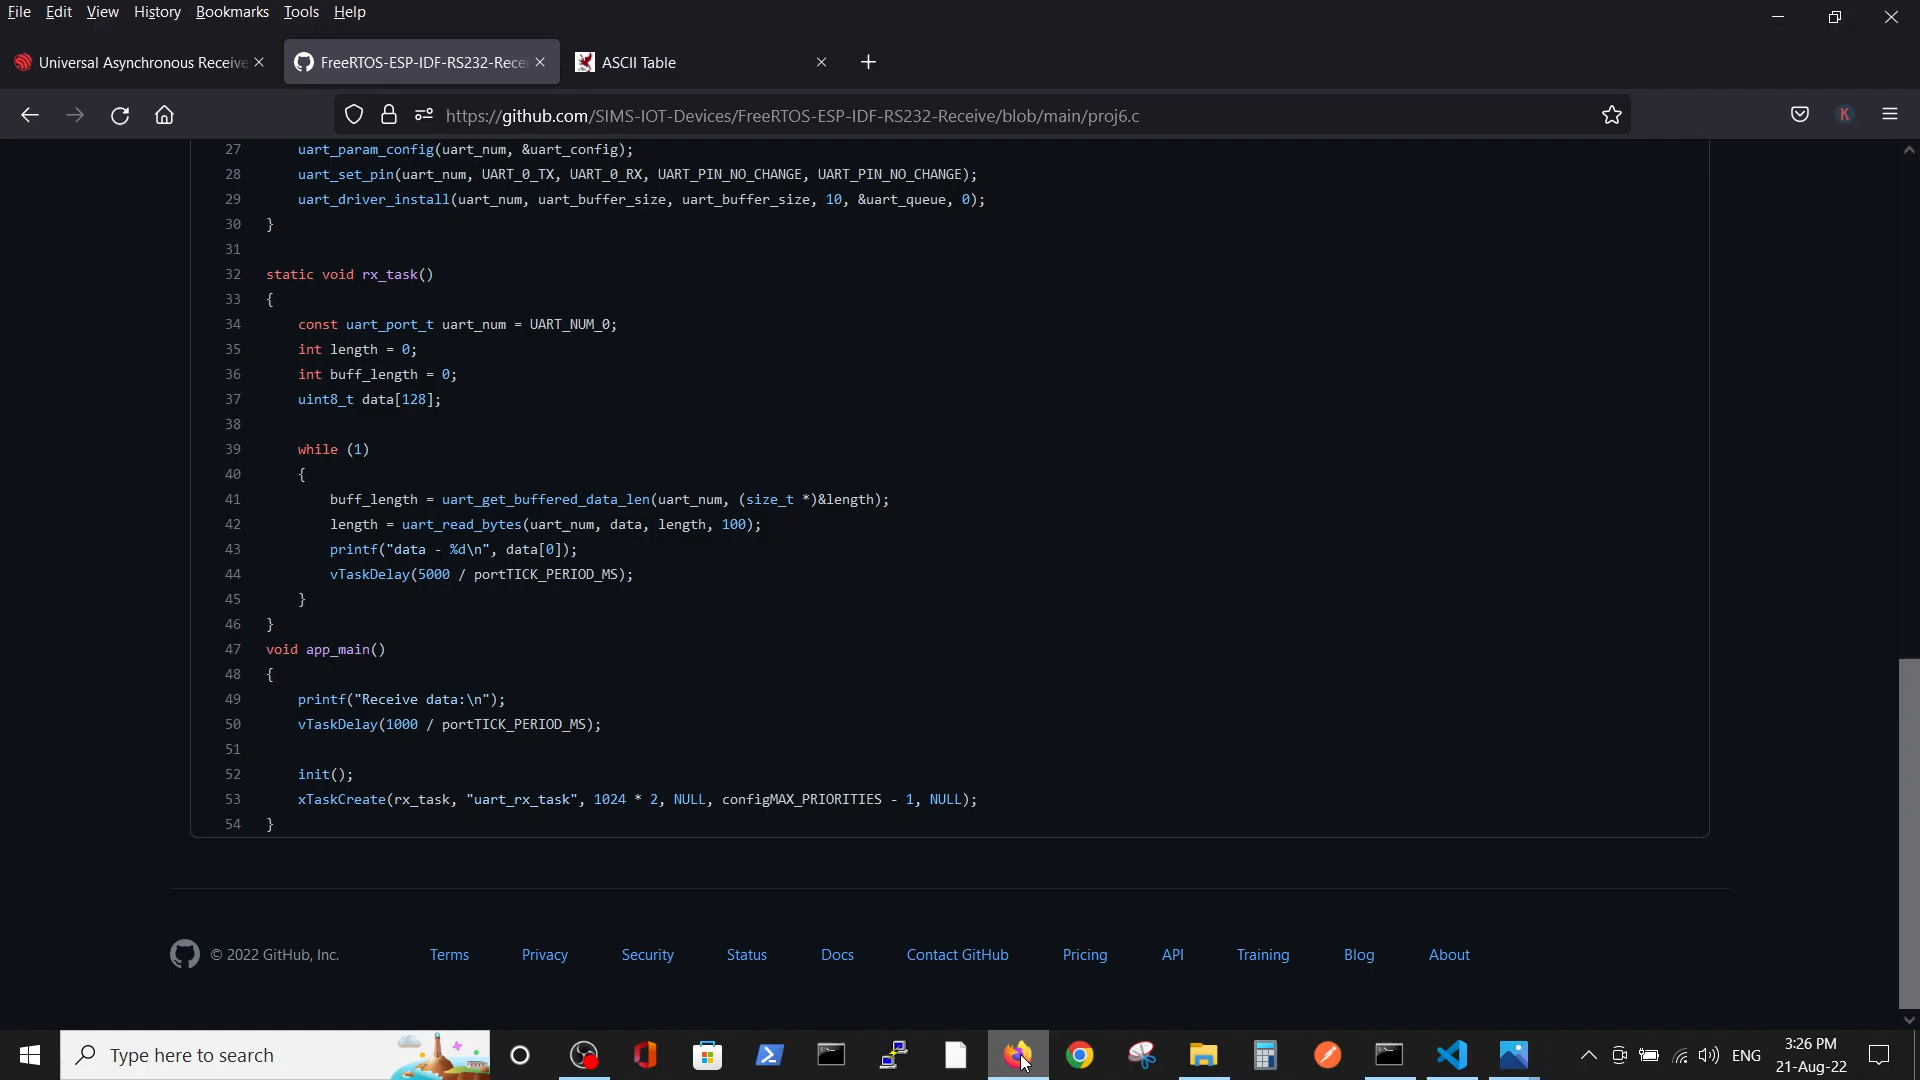 File Edit View History Bookmarks Tools Help
Universal Asynchronous Receive
FreeRTOS-ESP-IDF-RS232-Rece
ASCII Table
https://github.com/SIMS-IOT-Devices/FreeRTOS-ESP-IDF-RS232-Receive/blob/main/proj6.c
K
27 uart_param_config(uart_num, &uart_config);
28 uart_set_pin(uart_num, UART_0_TX, UART_0_RX, UART_PIN_NO_CHANGE, UART_PIN_NO_CHANGE);
29 uart_driver_install(uart_num, uart_buffer_size, uart_buffer_size, 10, &uart_queue, 0);
30 }
31
32 static void rx_task()
33 {
34 const uart_port_t uart_num = UART_NUM_0;
35 int length = 0;
36 int buff_length = 0;
37 uint8_t data[128];
38
39 while (1)
40 {
41 buff_length = uart_get_buffered_data_len(uart_num, (size_t *)&length);
42 length = uart_read_bytes(uart_num, data, length, 100);
43 printf("data - %d\n", data[0]);
44 vTaskDelay(5000 / portTICK_PERIOD_MS);
45 }
46 }
47 void app_main()
48 {
49 printf("Receive data:\n");
50 vTaskDelay(1000 / portTICK_PERIOD_MS);
51
52 init();
53 xTaskCreate(rx_task, "uart_rx_task", 1024 * 2, NULL, configMAX_PRIORITIES - 1, NULL);
54 }
© 2022 GitHub, Inc. Terms Privacy Security Status Docs Contact GitHub Pricing API Training Blog About
Type here to search
ENG
3:26 PM
21-Aug-22